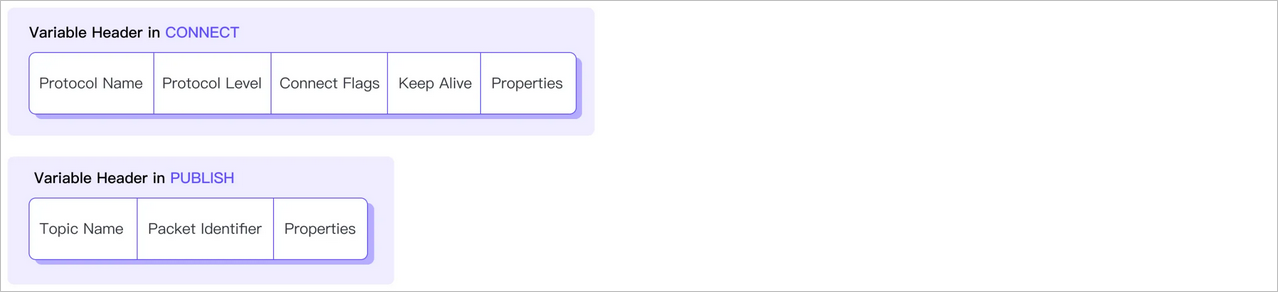 Variable Header in CONNECT
Protocol Name Protocol Level Connect Flags Keep Alive Properties
Variable Header in PUBLISH
Topic Name Packet Identifier Properties